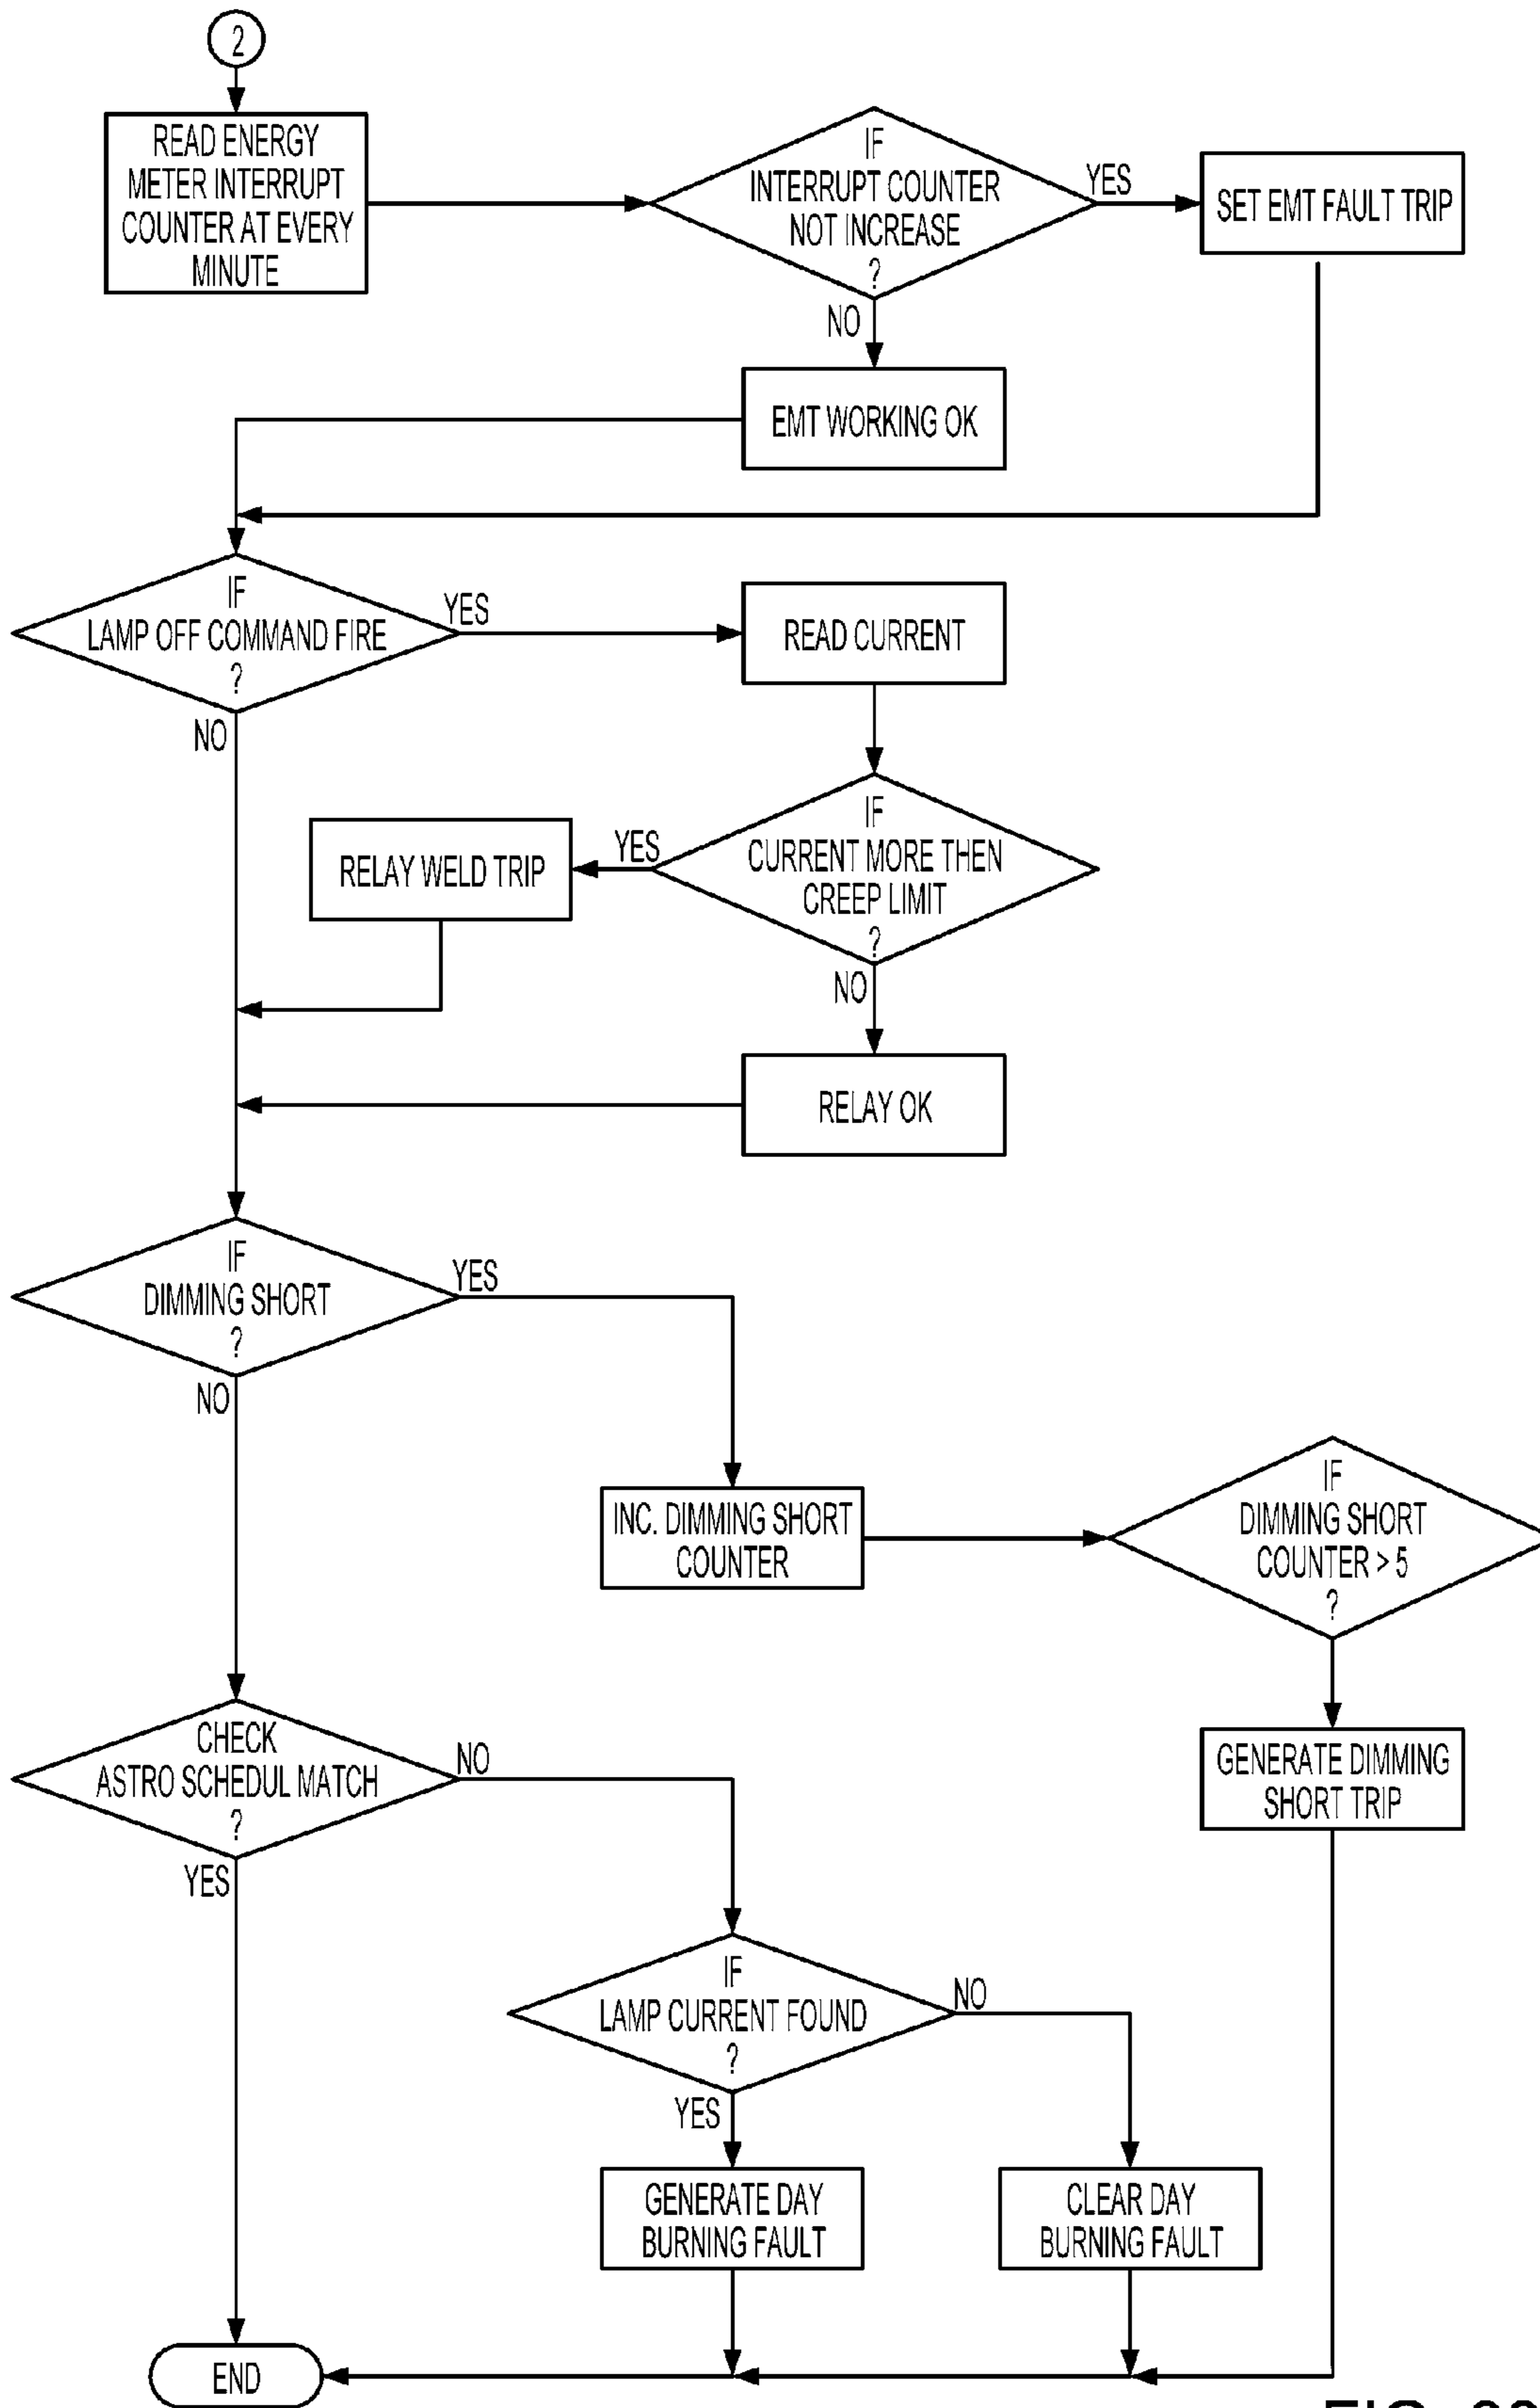 2
READ ENERGY
METER INTERRUPT
COUNTER AT EVERY
MINUTE
IF
INTERRUPT COUNTER
NOT INCREASE
?
YES
SET EMT FAULT TRIP
NO
EMT WORKING OK
IF
LAMP OFF COMMAND FIRE
?
YES
READ CURRENT
NO
IF
CURRENT MORE THEN
CREEP LIMIT
?
YES
RELAY WELD TRIP
NO
RELAY OK
IF
DIMMING SHORT
?
YES
NO
INC. DIMMING SHORT
COUNTER
IF
DIMMING SHORT
COUNTER > 5
?
GENERATE DIMMING
SHORT TRIP
CHECK
ASTRO SCHEDUL MATCH
?
NO
YES
IF
LAMP CURRENT FOUND
?
NO
YES
GENERATE DAY
BURNING FAULT
CLEAR DAY
BURNING FAULT
END